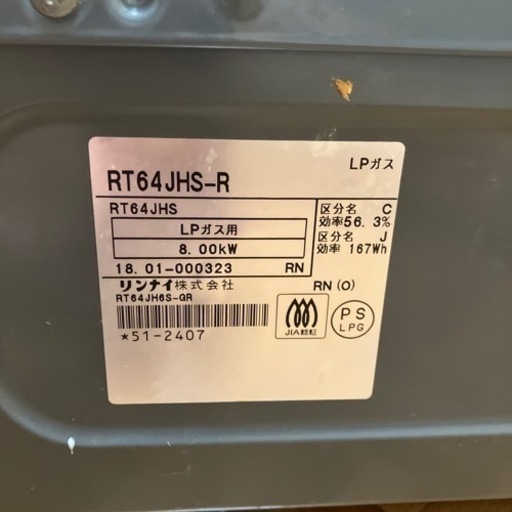 LPガス
RT64JHS-R
RT64JHS
LPガス用
8.00kW
18.01-000323 RN
区分名 C
効率56.3%
区分名 J
効率 167Wh
リンナイ株式会社 RN(O)
RT64JH6S-GR
*51-2407
JIA認証
PS
LPG